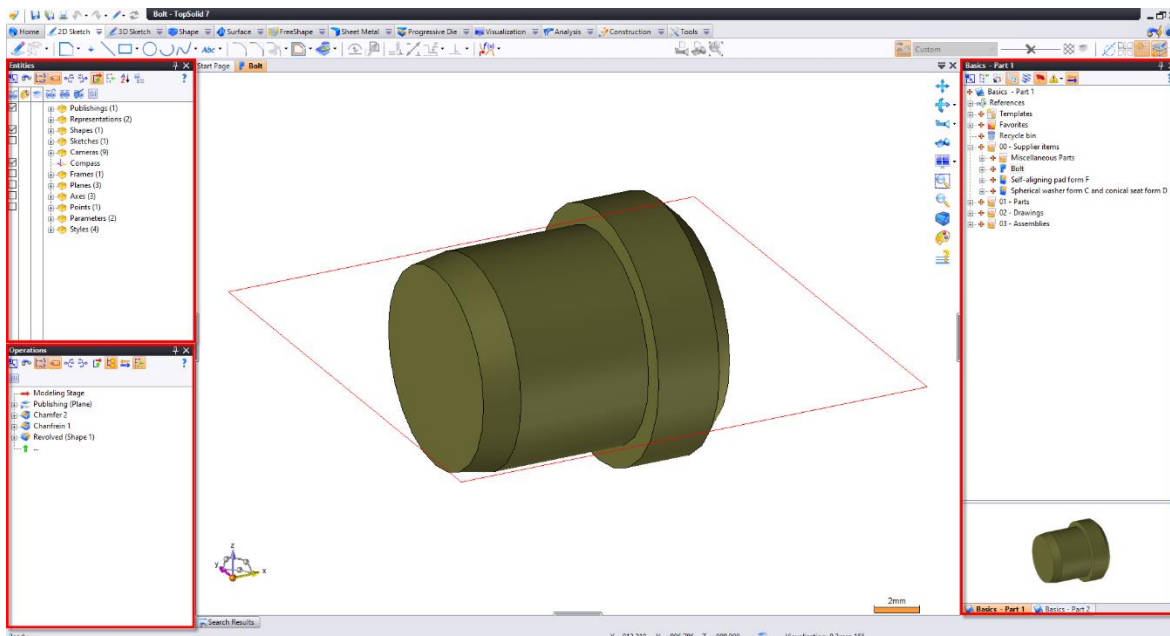 Bolt - TopSolid 7
Home 2D Sketch 3D Sketch Shape Surface FreeShape Sheet Metal Progressive Die Visualization Analysis Construction Tools
Abc Custom
Entities
Publishings (1)
Representations (2)
Shapes (1)
Sketches (1)
Cameras (9)
Compass
Frames (1)
Planes (3)
Axes (3)
Points (1)
Parameters (2)
Styles (4)
Operations
Modeling Stage
Publishing (Plane)
Chamfer 2
Chanfrein 1
Revolved (Shape 1)
...
Start Page Bolt
z
y
x
2mm
Search Results
Basics - Part 1
Basics - Part 1
References
Templates
Favorites
Recycle bin
00 - Supplier items
Miscellaneous Parts
Bolt
Self-aligning pad form F
Spherical washer form C and conical seat form D
01 - Parts
02 - Drawings
03 - Assemblies
Basics - Part 1 Basics - Part 2